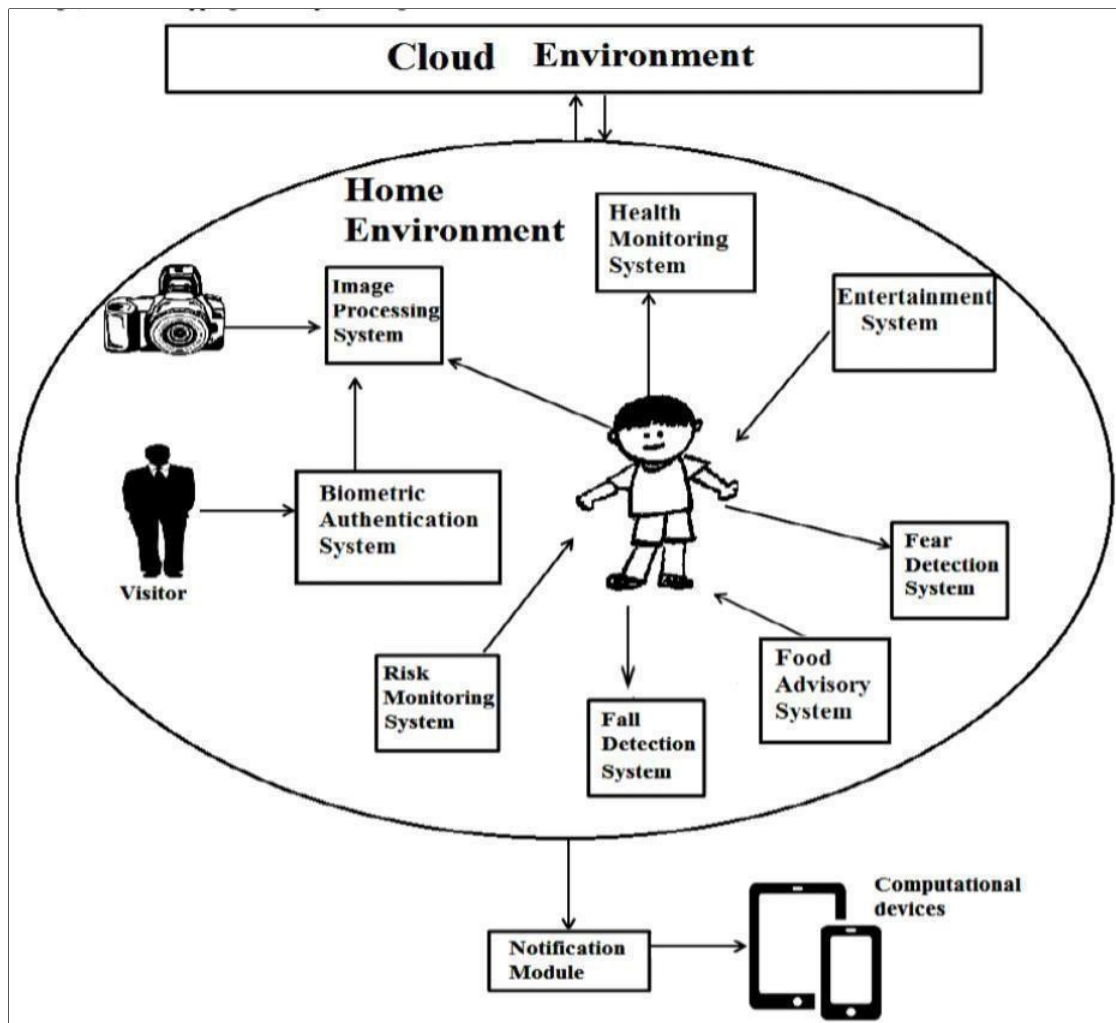 Cloud Environment
Home
Environment
Health
Monitoring
System
Image
Processing
System
Entertainment
System
Biometric
Authentication
System
Visitor
Fear
Detection
System
Food
Advisory
System
Risk
Monitoring
System
Fall
Detection
System
Computational
devices
Notification
Module